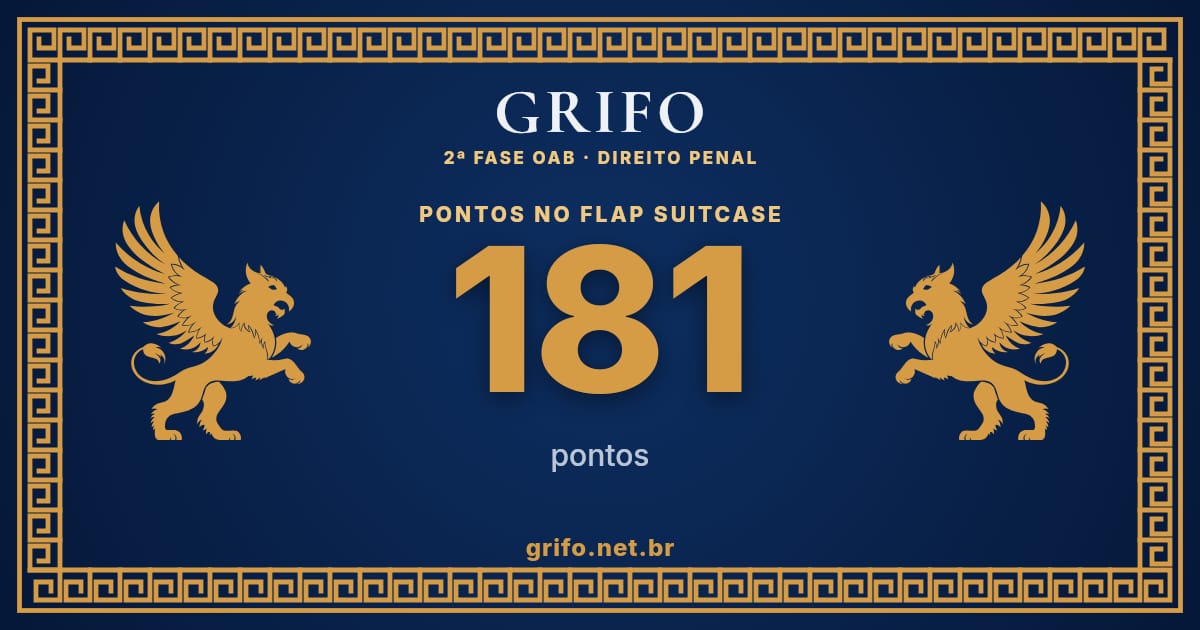 GRIFO
2ª FASE OAB · DIREITO PENAL
PONTOS NO FLAP SUITCASE
181
pontos
grifo.net.br